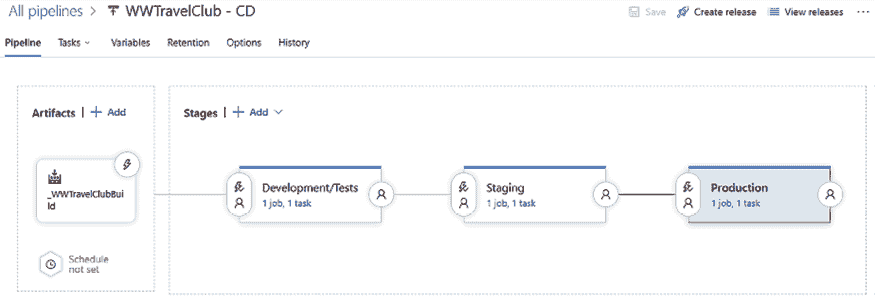 All pipelines > WWTravelClub - CD
Save Create release View releases ...
Pipeline Tasks Variables Retention Options History
Artifacts | + Add
Stages | + Add
_WWTravelClubBui
ld
Schedule
not set
Development/Tests
1 job, 1 task
Staging
1 job, 1 task
Production
1 job, 1 task